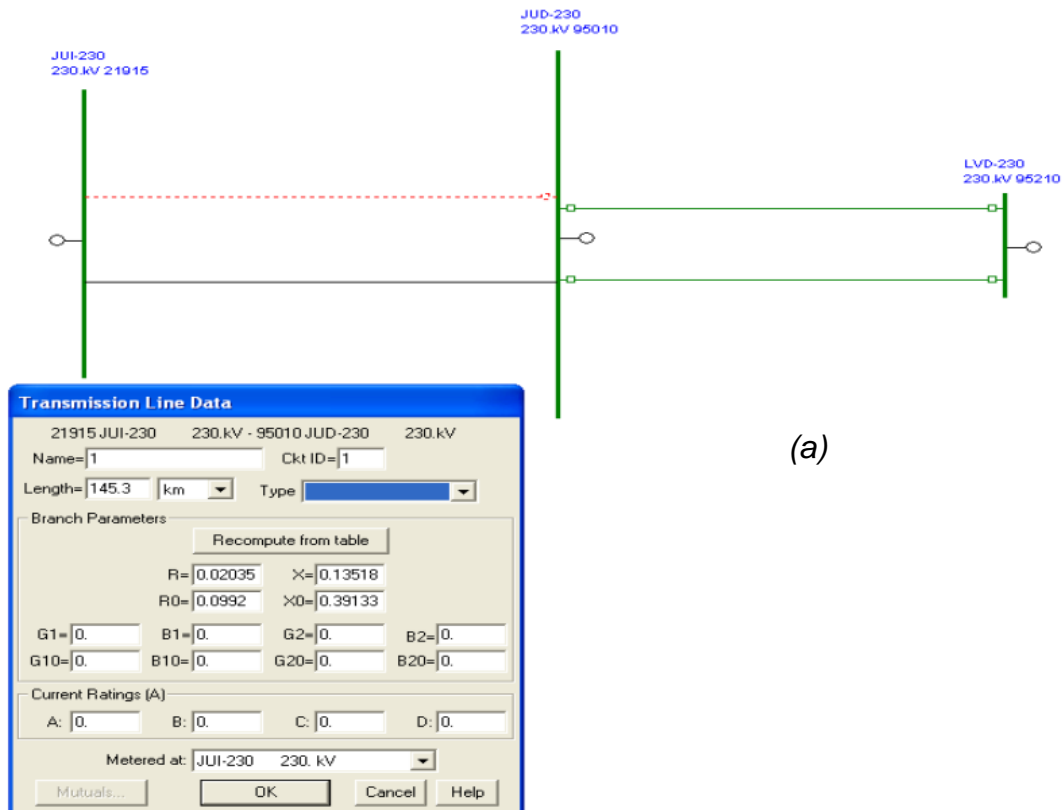 JUD-230
230.kV 95010
JUI-230
230.kV 21915
LVD-230
230.kV 95210
Transmission Line Data
21915 JUI-230 230.kV - 95010 JUD-230 230.kV
Name= 1 Ckt ID= 1
Length= 145.3 km Type
Branch Parameters
Recompute from table
R= 0.02035 X= 0.13518
R0= 0.0992 X0= 0.39133
G1= 0. B1= 0. G2= 0. B2= 0.
G10= 0. B10= 0. G20= 0. B20= 0.
Current Ratings (A)
A: 0. B: 0. C: 0. D: 0.
Metered at: JUI-230 230. kV
Mutuals... OK Cancel Help
(a)